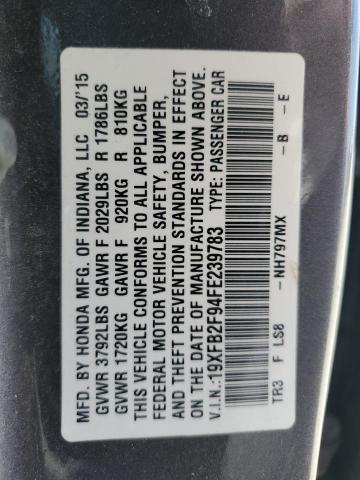 MFD. BY HONDA MFG. OF INDIANA, LLC 03/'15
GVWR 3792LBS GAWR F 2029LBS R 1786LBS
GVWR 1720KG GAWR F 920KG R 810KG
THIS VEHICLE CONFORMS TO ALL APPLICABLE
FEDERAL MOTOR VEHICLE SAFETY, BUMPER,
AND THEFT PREVENTION STANDARDS IN EFFECT
ON THE DATE OF MANUFACTURE SHOWN ABOVE.
V.I.N.:19XFB2F94FE239783 TYPE: PASSENGER CAR
TR3 F LS8 -NH797MX -B -E